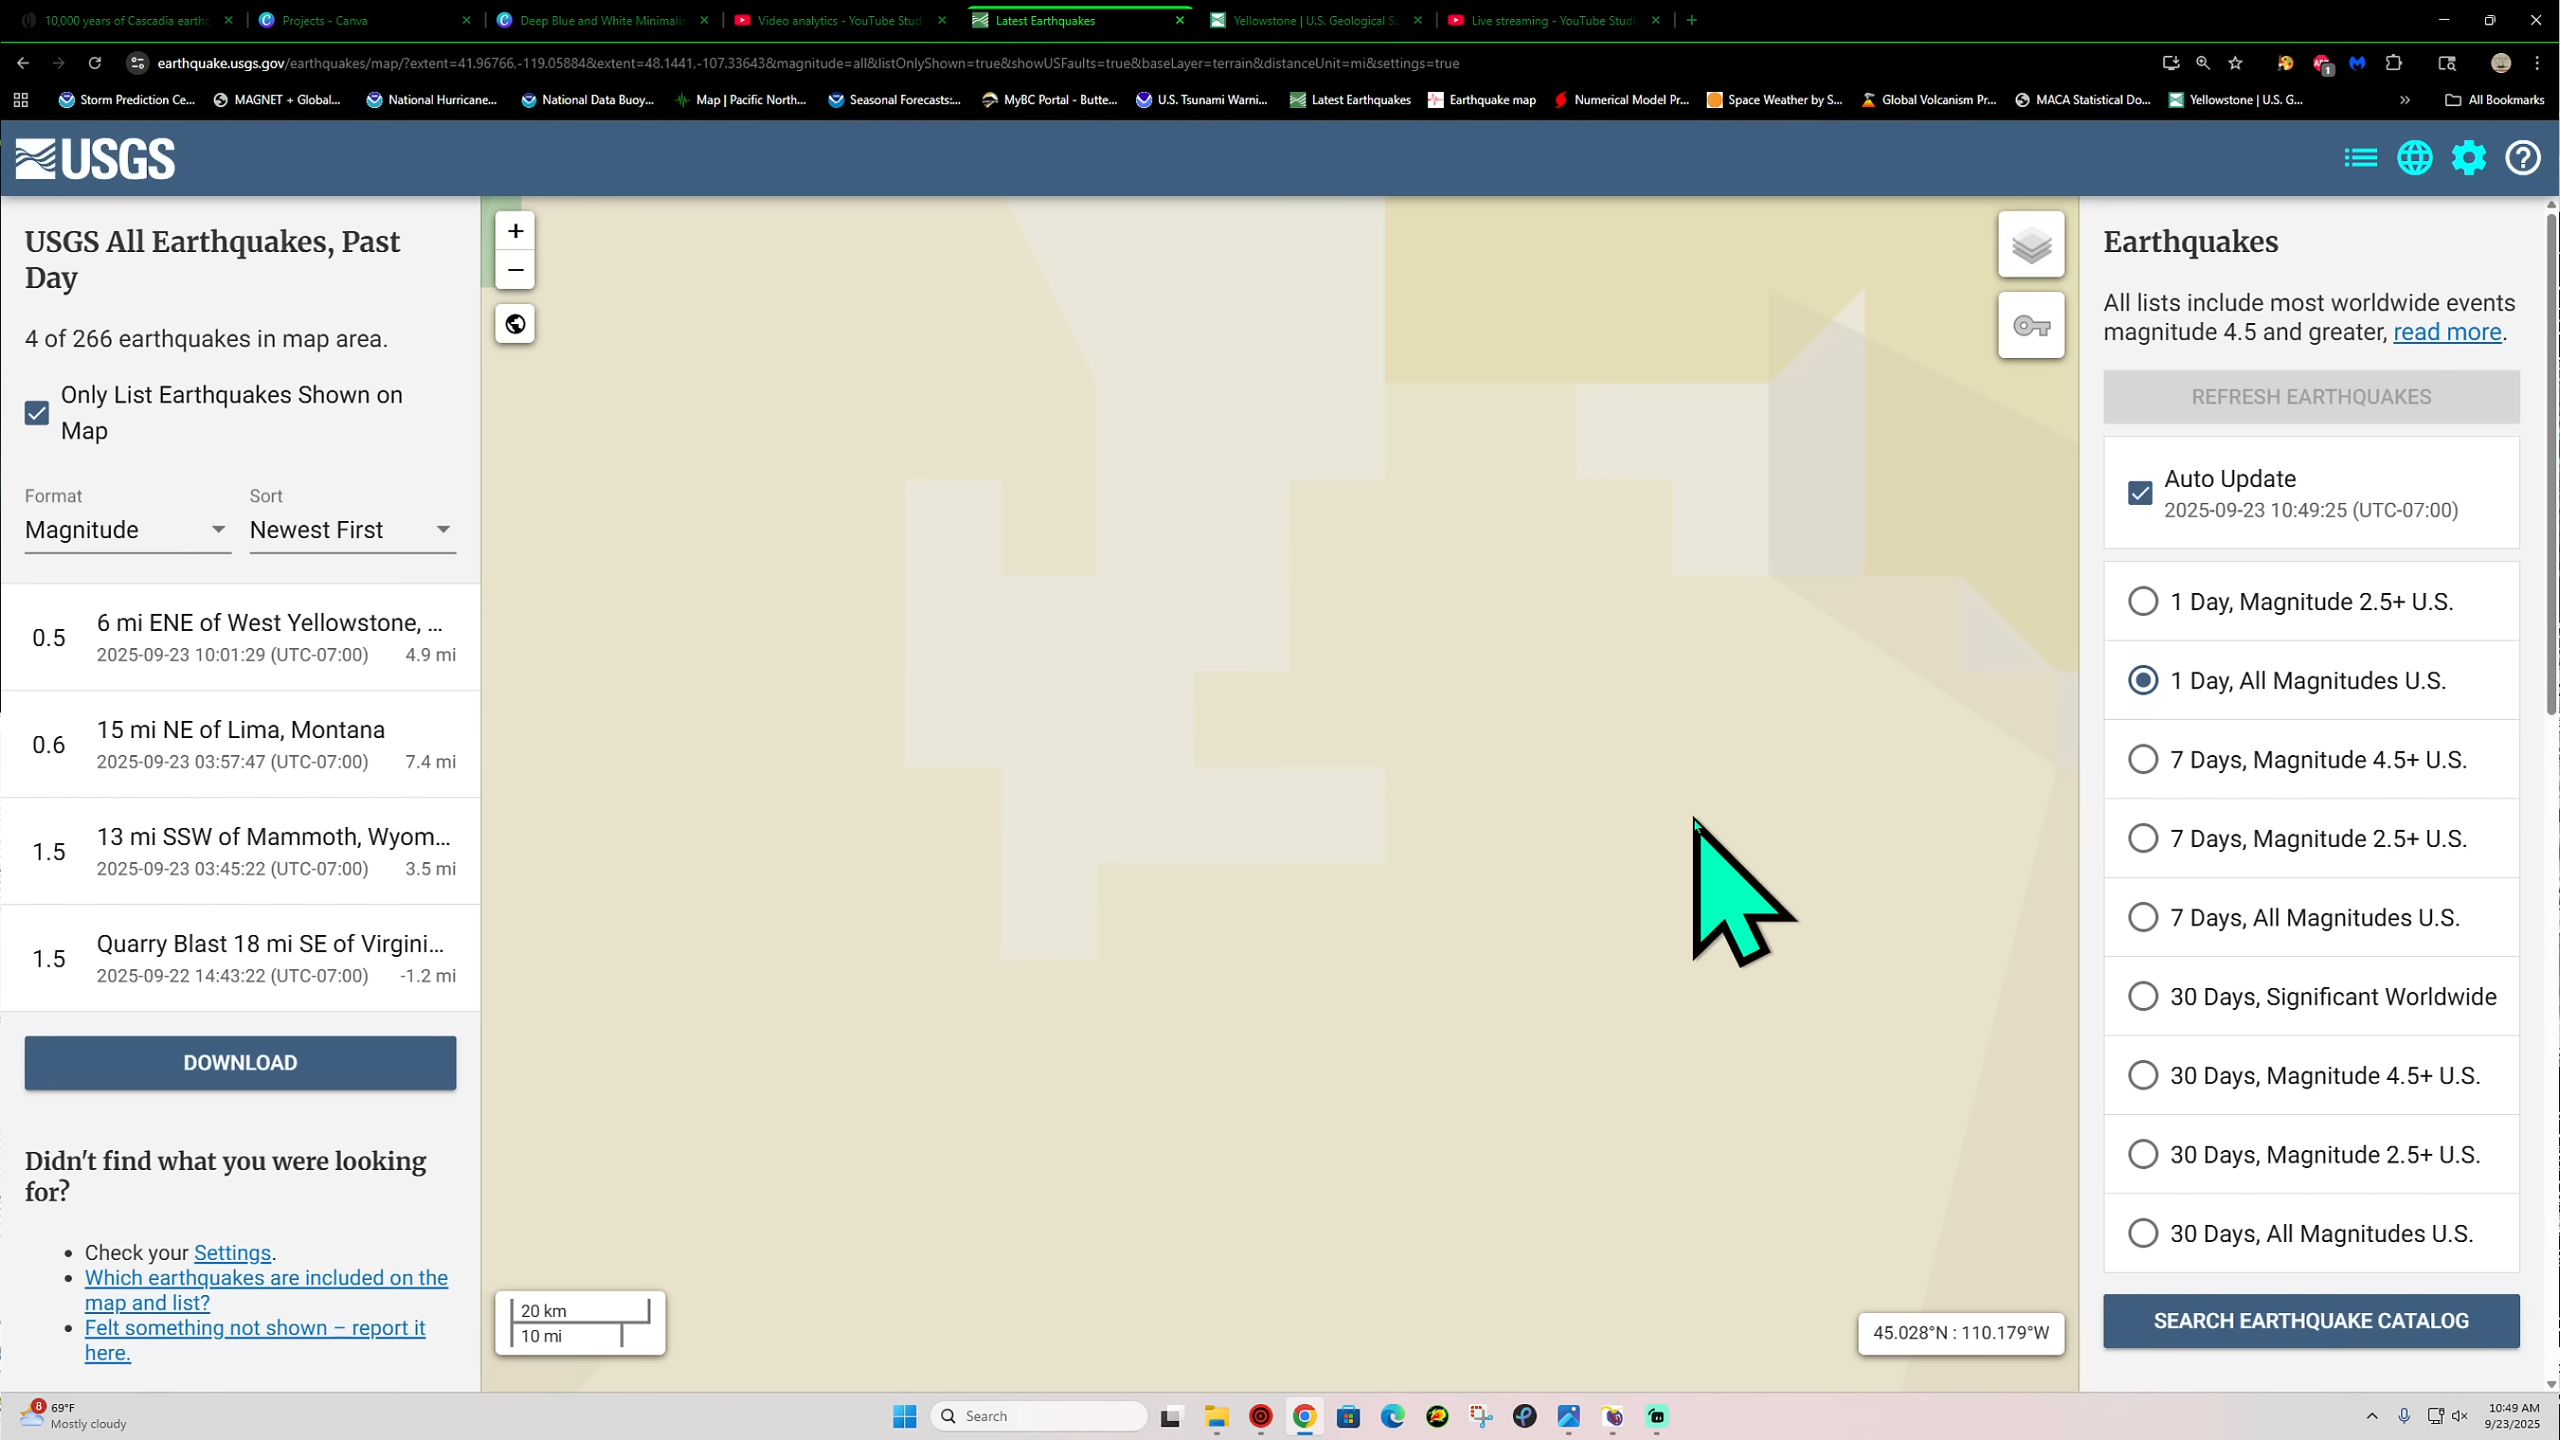 10,000 years of Cascadia earthq
Projects - Canva
Deep Blue and White Minimalis
Video analytics - YouTube Stud
Latest Earthquakes
Yellowstone | U.S. Geological S
Live streaming - YouTube Studi
earthquake.usgs.gov/earthquakes/map/?extent=41.96766,-119.05884&extent=48.1441,-107.33643&magnitude=all&listOnlyShown=true&showUSFaults=true&baseLayer=terrain&distanceUnit=mi&settings=true
1
Storm Prediction Ce...
MAGNET + Global...
National Hurricane...
National Data Buoy...
Map | Pacific North...
Seasonal Forecasts:...
MyBC Portal - Butte...
U.S. Tsunami Warni...
Latest Earthquakes
Earthquake map
Numerical Model Pr...
Space Weather by S...
Global Volcanism Pr...
MACA Statistical Do...
Yellowstone | U.S. G...
All Bookmarks
USGS
USGS All Earthquakes, Past
Day
4 of 266 earthquakes in map area.
Only List Earthquakes Shown on
Map
Format
Sort
Magnitude
Newest First
0.5
6 mi ENE of West Yellowstone, ...
2025-09-23 10:01:29 (UTC-07:00)
4.9 mi
0.6
15 mi NE of Lima, Montana
2025-09-23 03:57:47 (UTC-07:00)
7.4 mi
1.5
13 mi SSW of Mammoth, Wyom...
2025-09-23 03:45:22 (UTC-07:00)
3.5 mi
1.5
Quarry Blast 18 mi SE of Virgini...
2025-09-22 14:43:22 (UTC-07:00)
-1.2 mi
DOWNLOAD
Didn't find what you were looking
for?
• Check your Settings.
• Which earthquakes are included on the
map and list?
• Felt something not shown – report it
here.
+
−
20 km
10 mi
45.028°N : 110.179°W
Earthquakes
All lists include most worldwide events
magnitude 4.5 and greater, read more.
REFRESH EARTHQUAKES
Auto Update
2025-09-23 10:49:25 (UTC-07:00)
1 Day, Magnitude 2.5+ U.S.
1 Day, All Magnitudes U.S.
7 Days, Magnitude 4.5+ U.S.
7 Days, Magnitude 2.5+ U.S.
7 Days, All Magnitudes U.S.
30 Days, Significant Worldwide
30 Days, Magnitude 4.5+ U.S.
30 Days, Magnitude 2.5+ U.S.
30 Days, All Magnitudes U.S.
SEARCH EARTHQUAKE CATALOG
8
69°F
Mostly cloudy
Search
10:49 AM
9/23/2025